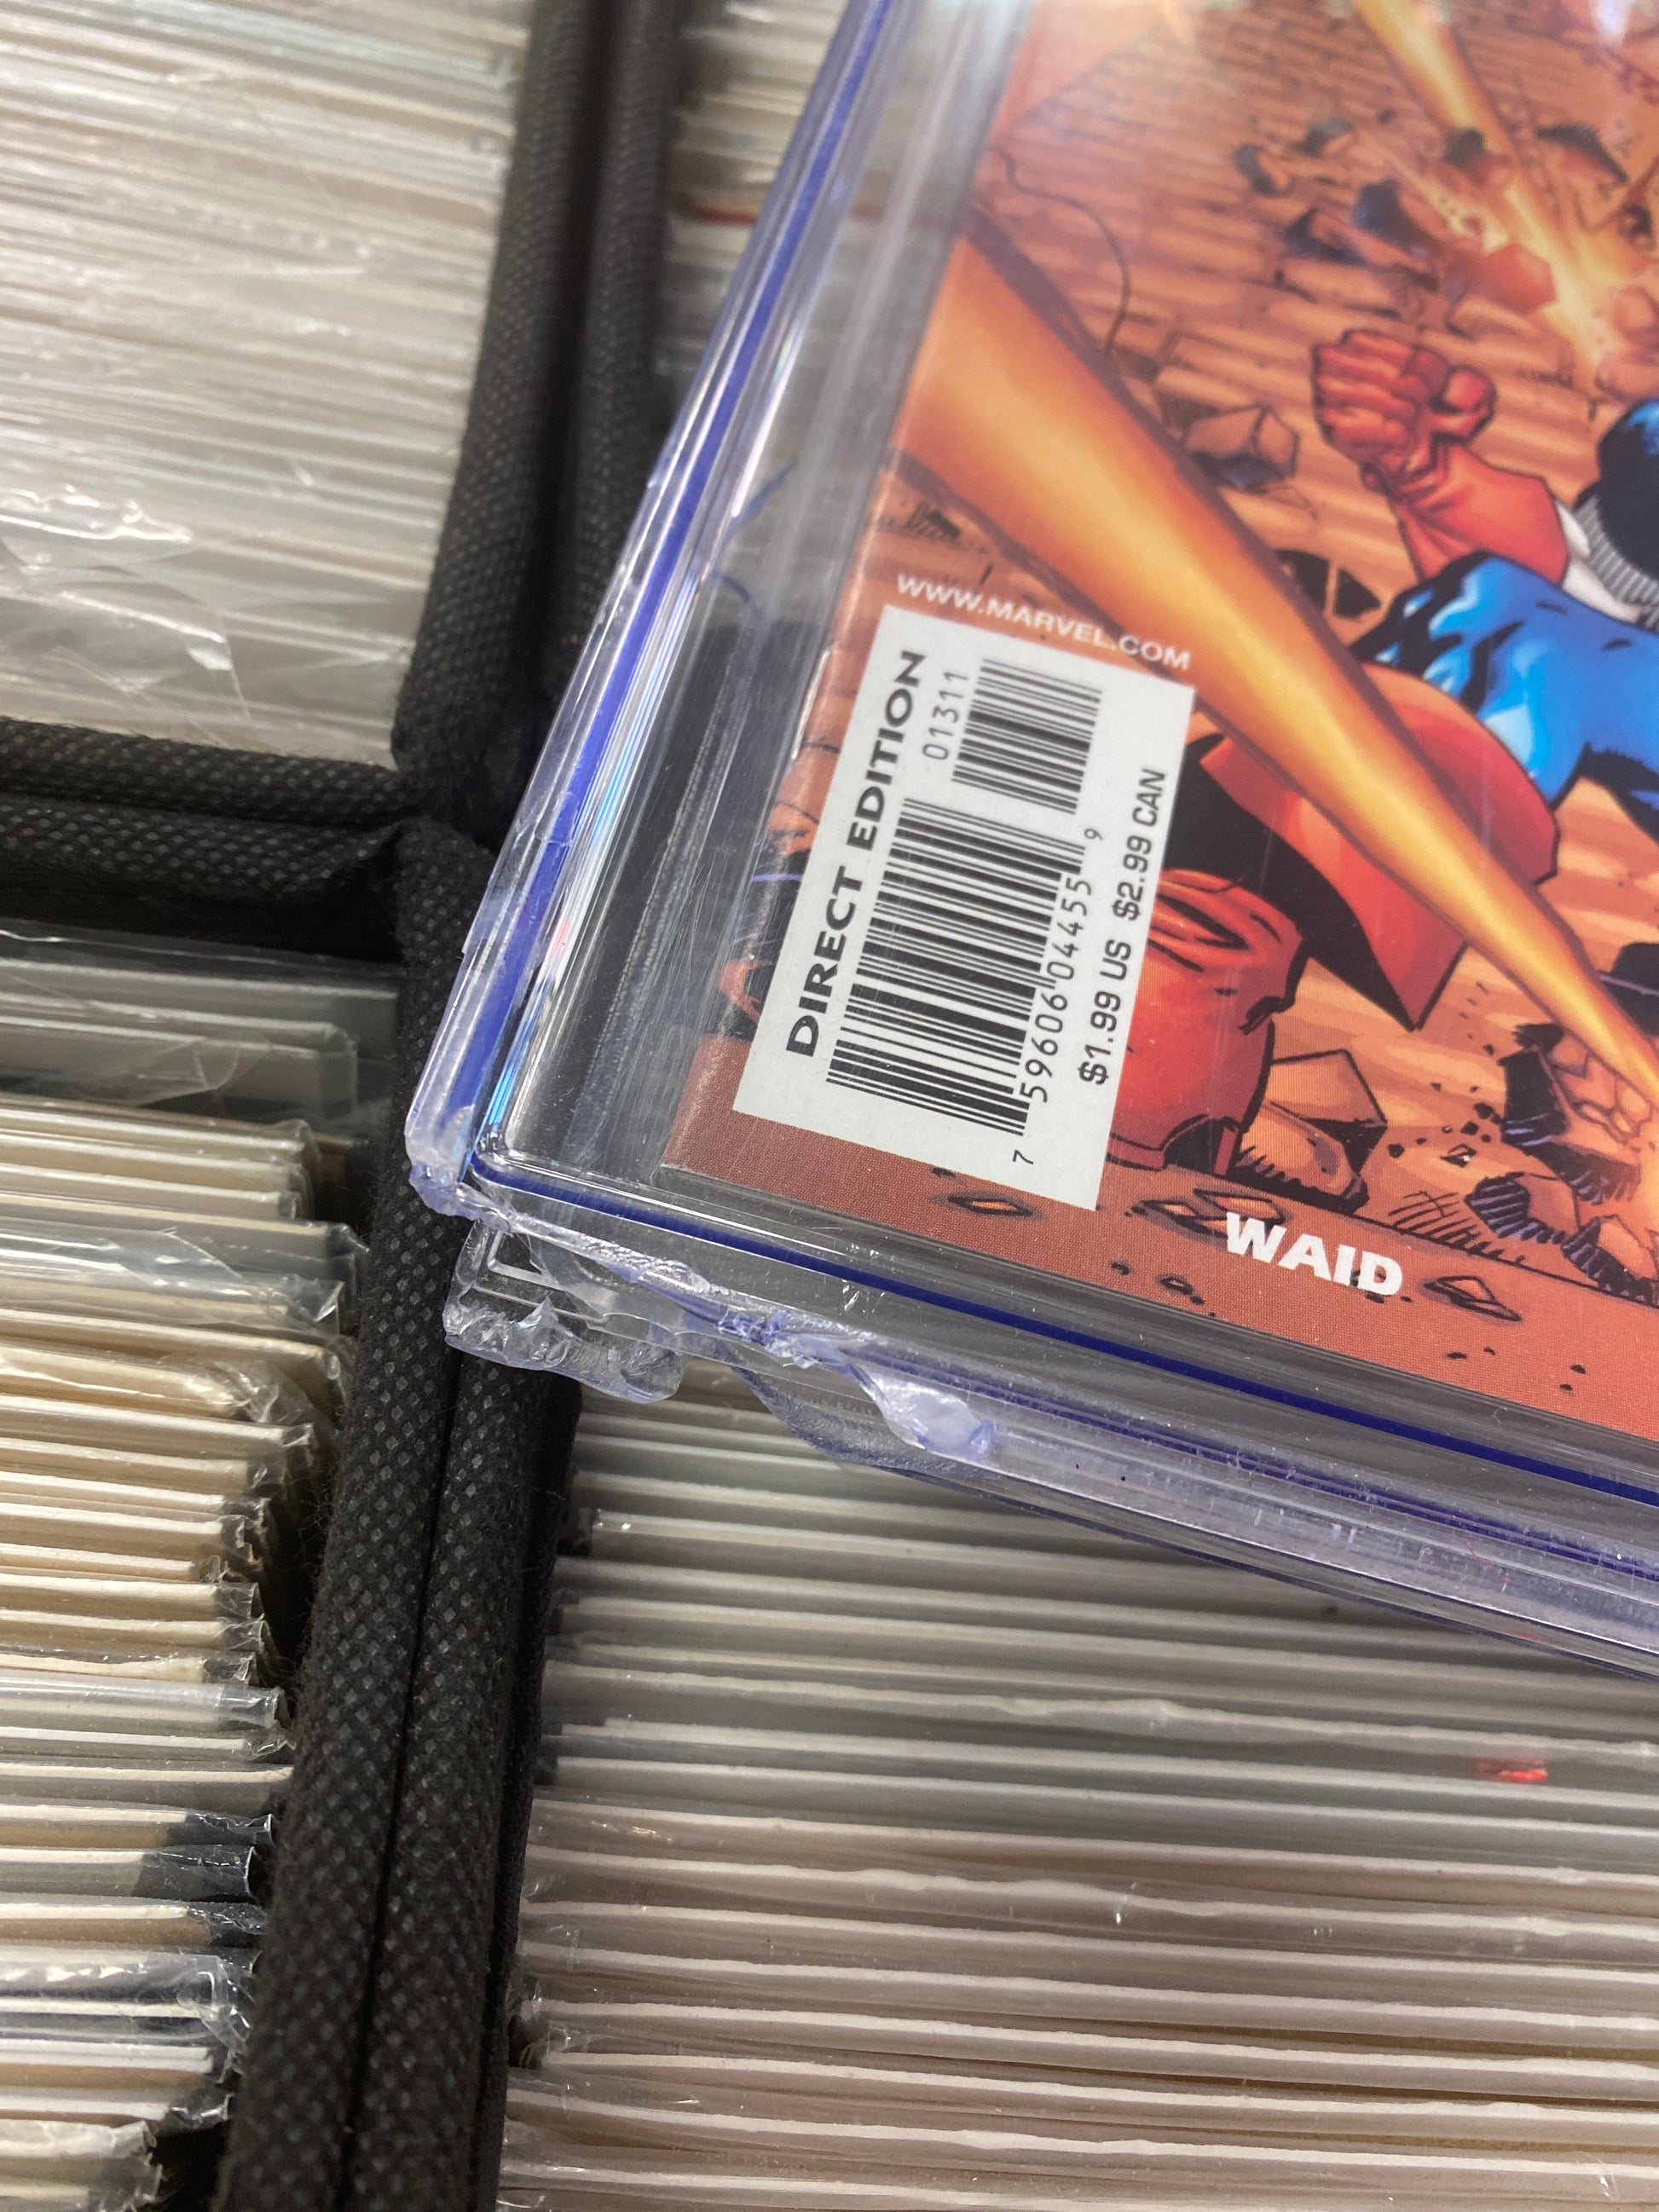 WWW.MARVEL.COM
DIRECT EDITION
01311
7 59606 04455 9
$1.99 US $2.99 CAN
WAID